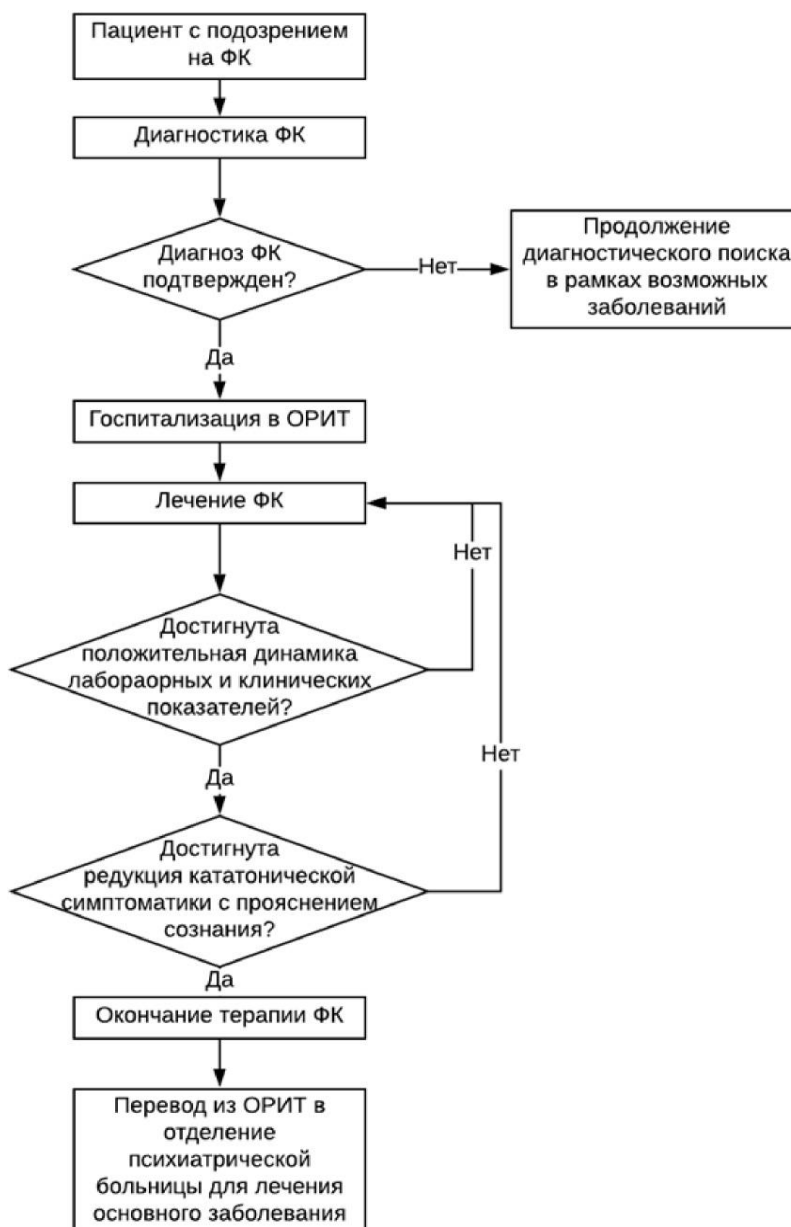 Пациент с подозрением
на ФК
Диагностика ФК
Диагноз ФК
подтвержден?
Нет
Продолжение
диагностического поиска
в рамках возможных
заболеваний
Да
Госпитализация в ОРИТ
Лечение ФК
Нет
Достигнута
положительная динамика
лабораорных и клинических
показателей?
Нет
Да
Достигнута
редукция кататонической
симптоматики с прояснением
сознания?
Да
Окончание терапии ФК
Перевод из ОРИТ в
отделение
психиатрической
больницы для лечения
основного заболевания